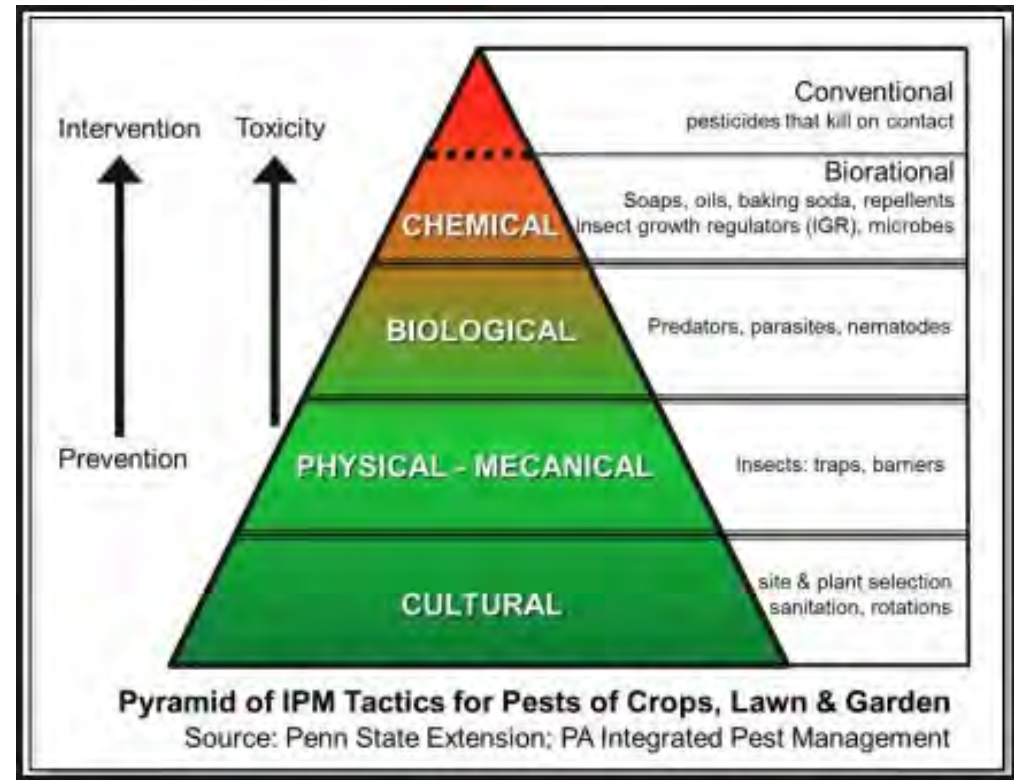 Intervention
Toxicity
Prevention
Conventional
pesticides that kill on contact
Biorational
Soaps, oils, baking soda, repellents
Insect growth regulators (IGR), microbes
CHEMICAL
BIOLOGICAL
Predators, parasites, nematodes
PHYSICAL - MECANICAL
Insects: traps, barriers
CULTURAL
site & plant selection
sanitation, rotations
Pyramid of IPM Tactics for Pests of Crops, Lawn & Garden
Source: Penn State Extension; PA Integrated Pest Management